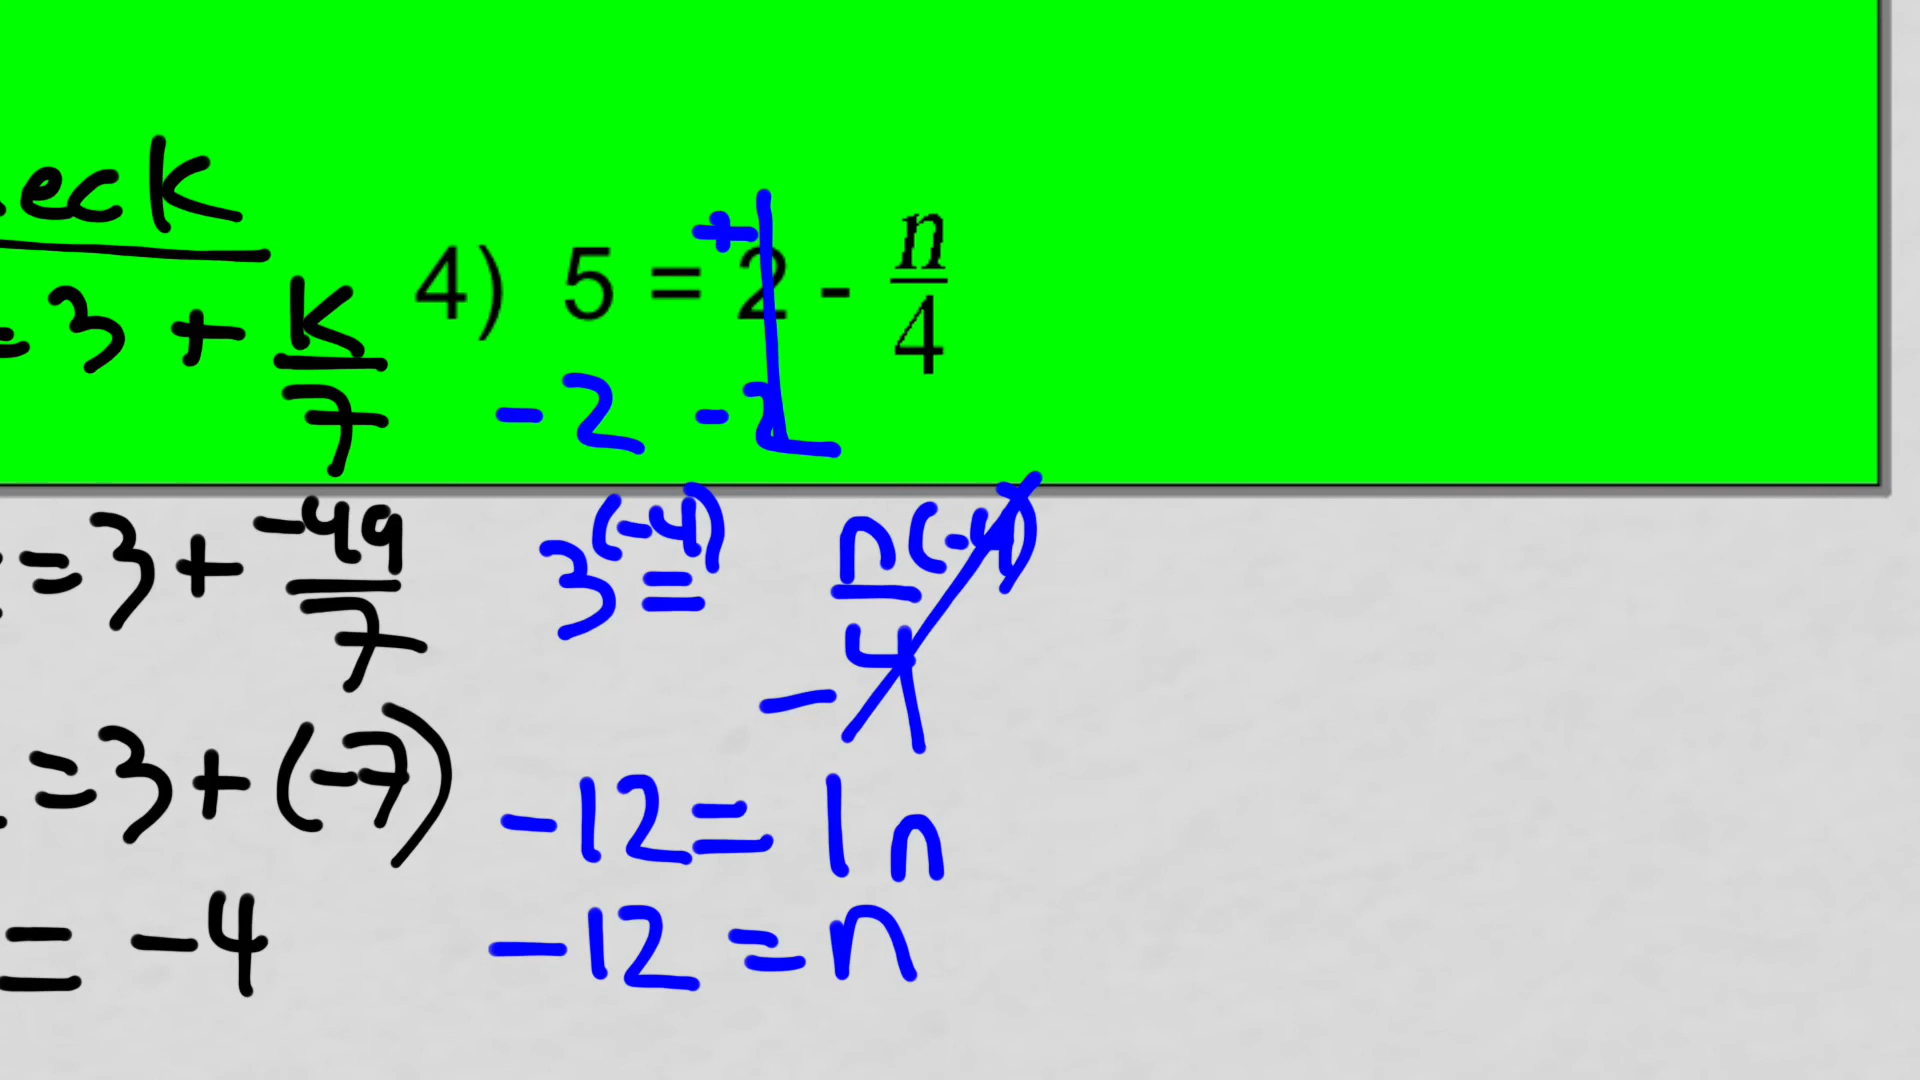 eck
= 3 + K/7
= 3 + -49/7
= 3 + (-7)
= -4
4) 5 = 2 - n/4
+
-2 -2
3(-4) = n(-4)/-4
-12 = 1n
-12 = n